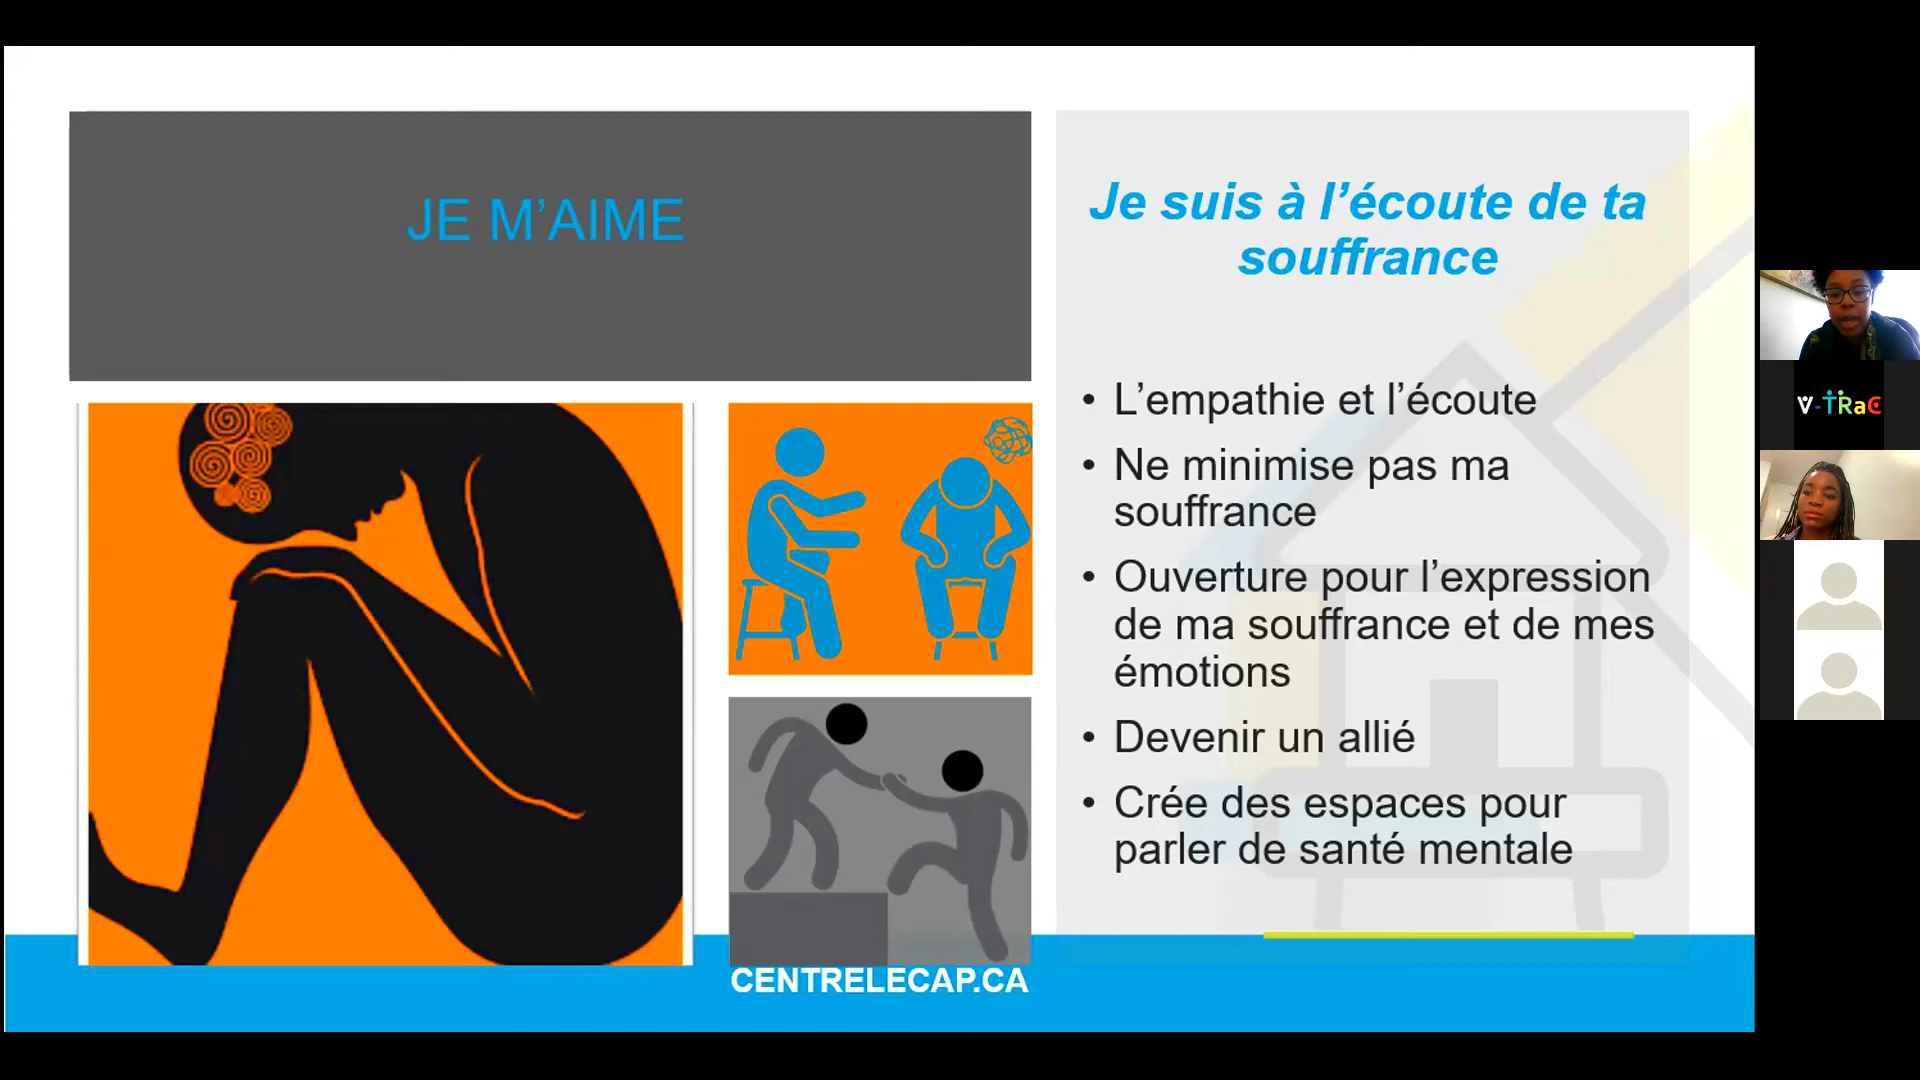 JE M’AIME
Je suis à l’écoute de ta
souffrance
• L’empathie et l’écoute
• Ne minimise pas ma
souffrance
• Ouverture pour l’expression
de ma souffrance et de mes
émotions
• Devenir un allié
• Crée des espaces pour
parler de santé mentale
CENTRELECAP.CA
V-TRaC